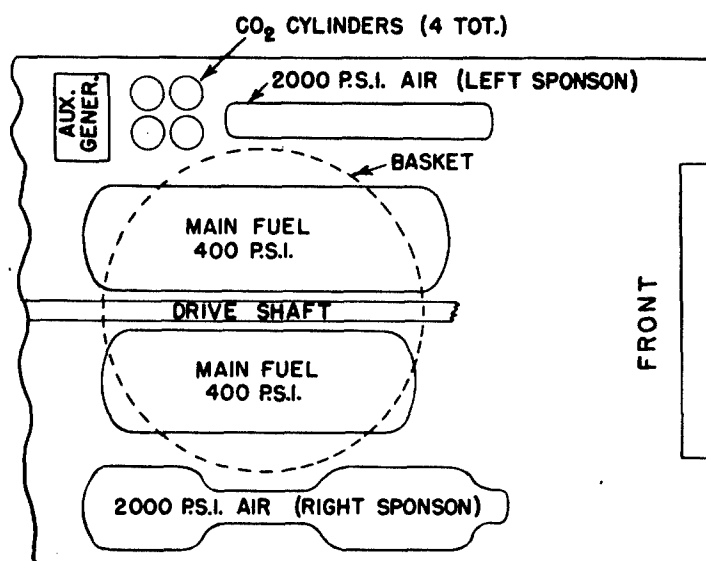 CO₂ CYLINDERS (4 TOT.)
2000 P.S.I. AIR (LEFT SPONSON)
AUX.
GENER.
BASKET
MAIN FUEL
400 P.S.I.
DRIVE SHAFT
MAIN FUEL
400 P.S.I.
FRONT
2000 P.S.I. AIR (RIGHT SPONSON)